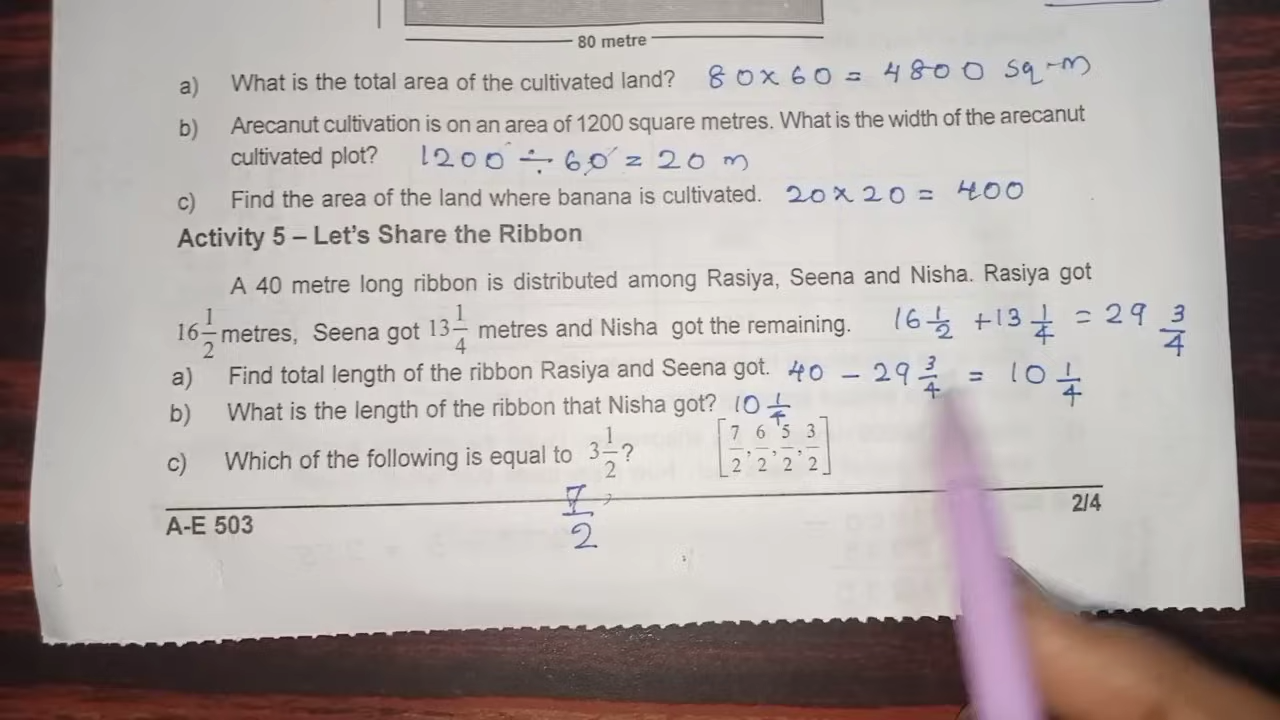 80 metre
a) What is the total area of the cultivated land? 80 × 60 = 4800 sq-m
b) Arecanut cultivation is on an area of 1200 square metres. What is the width of the arecanut
cultivated plot? 1200 ÷ 60 = 20 m
c) Find the area of the land where banana is cultivated. 20 × 20 = 400
Activity 5 – Let's Share the Ribbon
A 40 metre long ribbon is distributed among Rasiya, Seena and Nisha. Rasiya got
16 1/2 metres, Seena got 13 1/4 metres and Nisha got the remaining. 16 1/2 + 13 1/4 = 29 3/4
a) Find total length of the ribbon Rasiya and Seena got. 40 – 29 3/4 = 10 1/4
b) What is the length of the ribbon that Nisha got? 10 1/4
c) Which of the following is equal to 3 1/2? [7/2, 6/2, 5/2, 3/2]
7/2
A-E 503 2/4